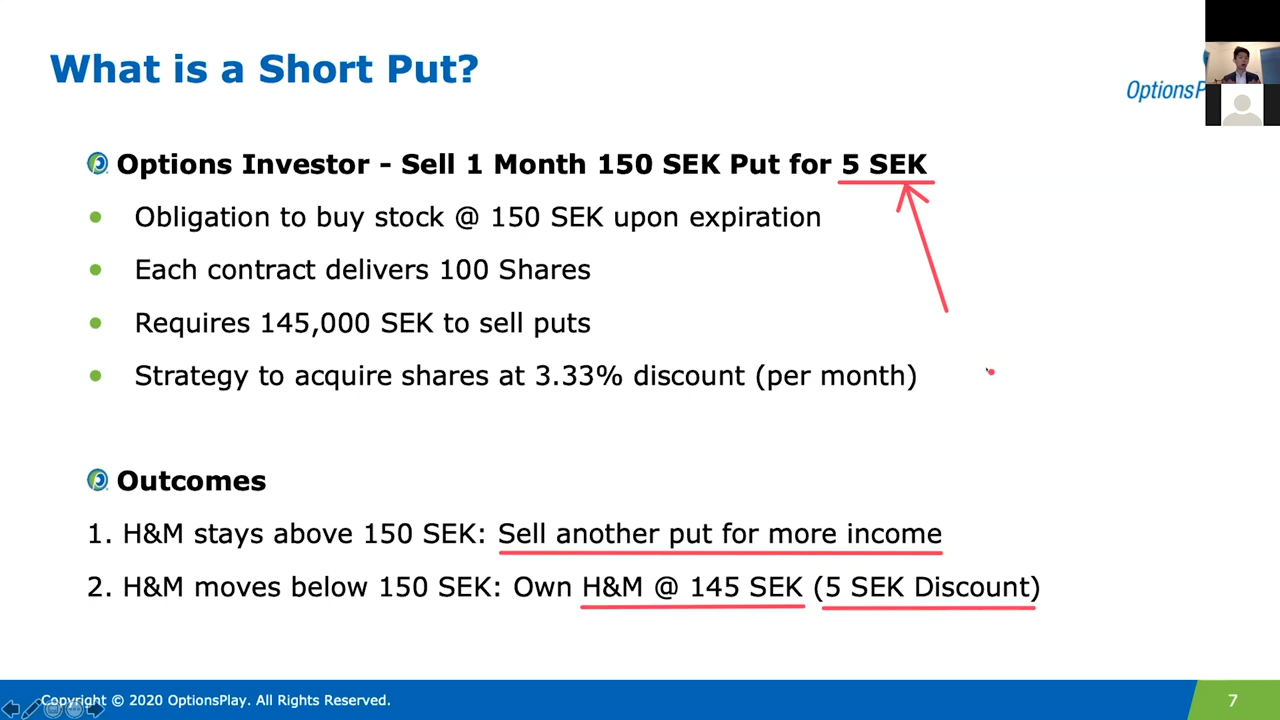 What is a Short Put?
Options Investor - Sell 1 Month 150 SEK Put for 5 SEK
Obligation to buy stock @ 150 SEK upon expiration
Each contract delivers 100 Shares
Requires 145,000 SEK to sell puts
Strategy to acquire shares at 3.33% discount (per month)
Outcomes
1. H&M stays above 150 SEK: Sell another put for more income
2. H&M moves below 150 SEK: Own H&M @ 145 SEK (5 SEK Discount)
Copyright © 2020 OptionsPlay. All Rights Reserved.
7